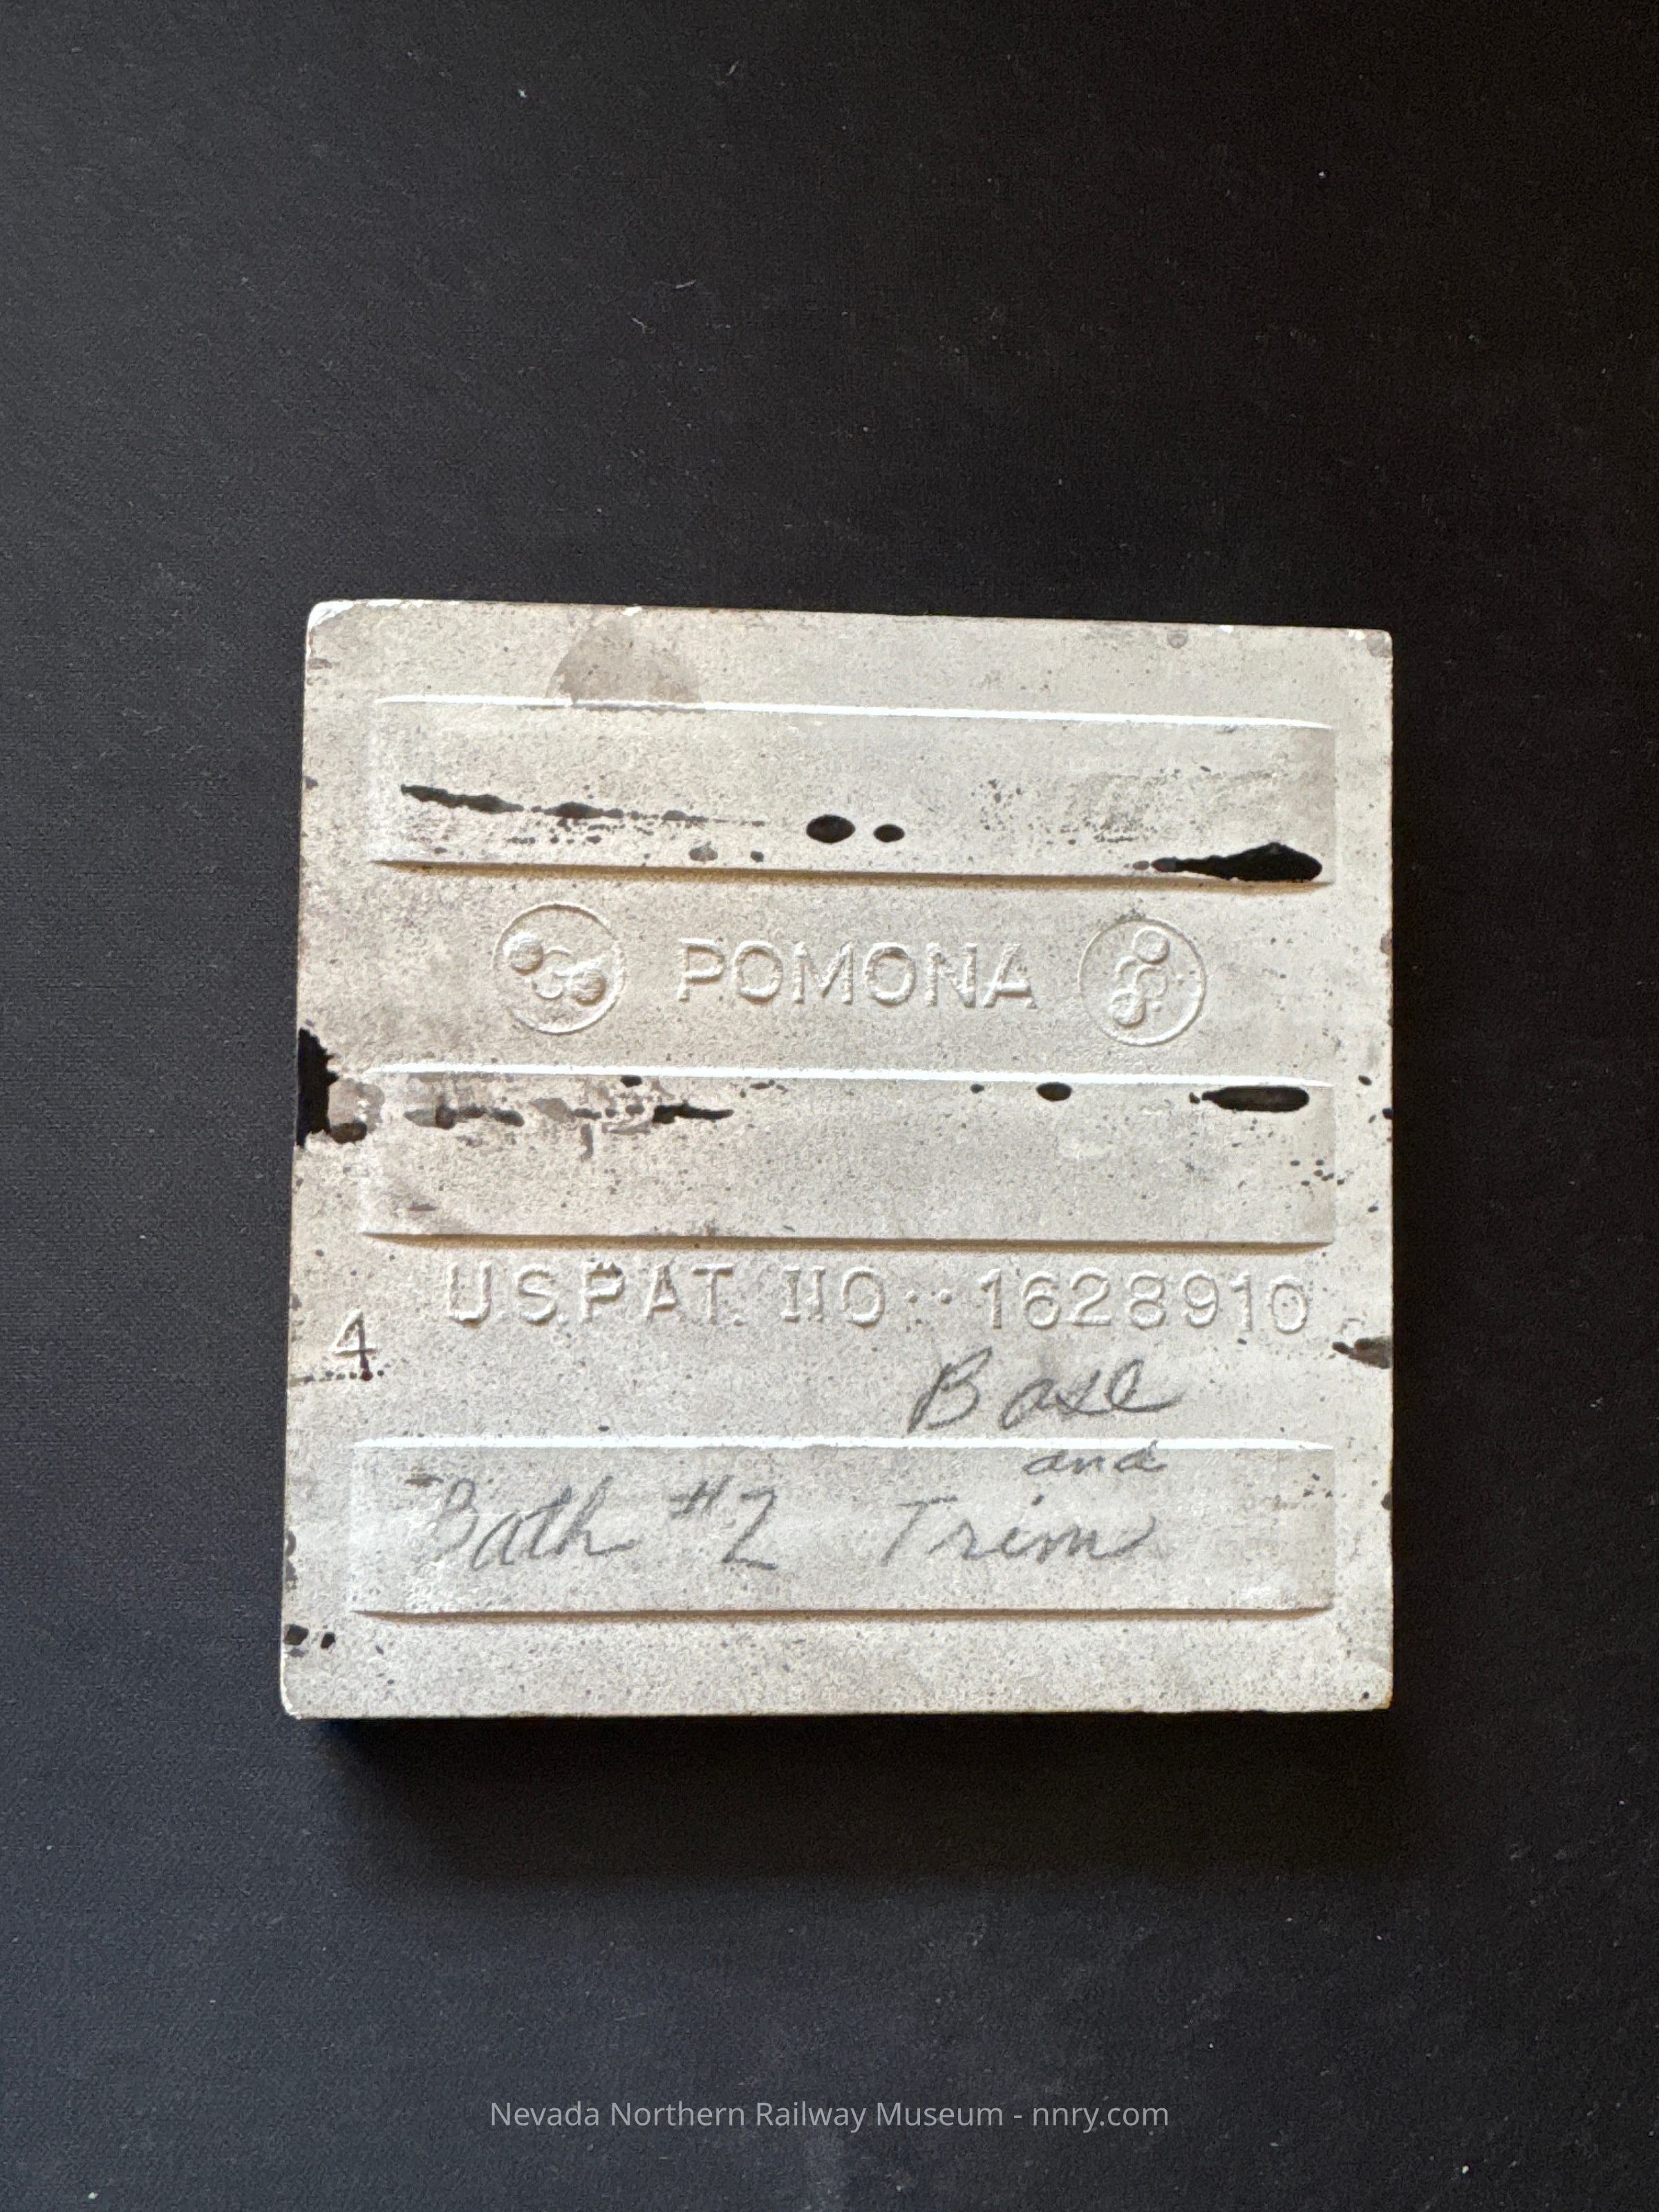 POMONA
U.S.PAT. NO. 1628910
4
Base
and
Bath #2 Trim
Nevada Northern Railway Museum - nnry.com